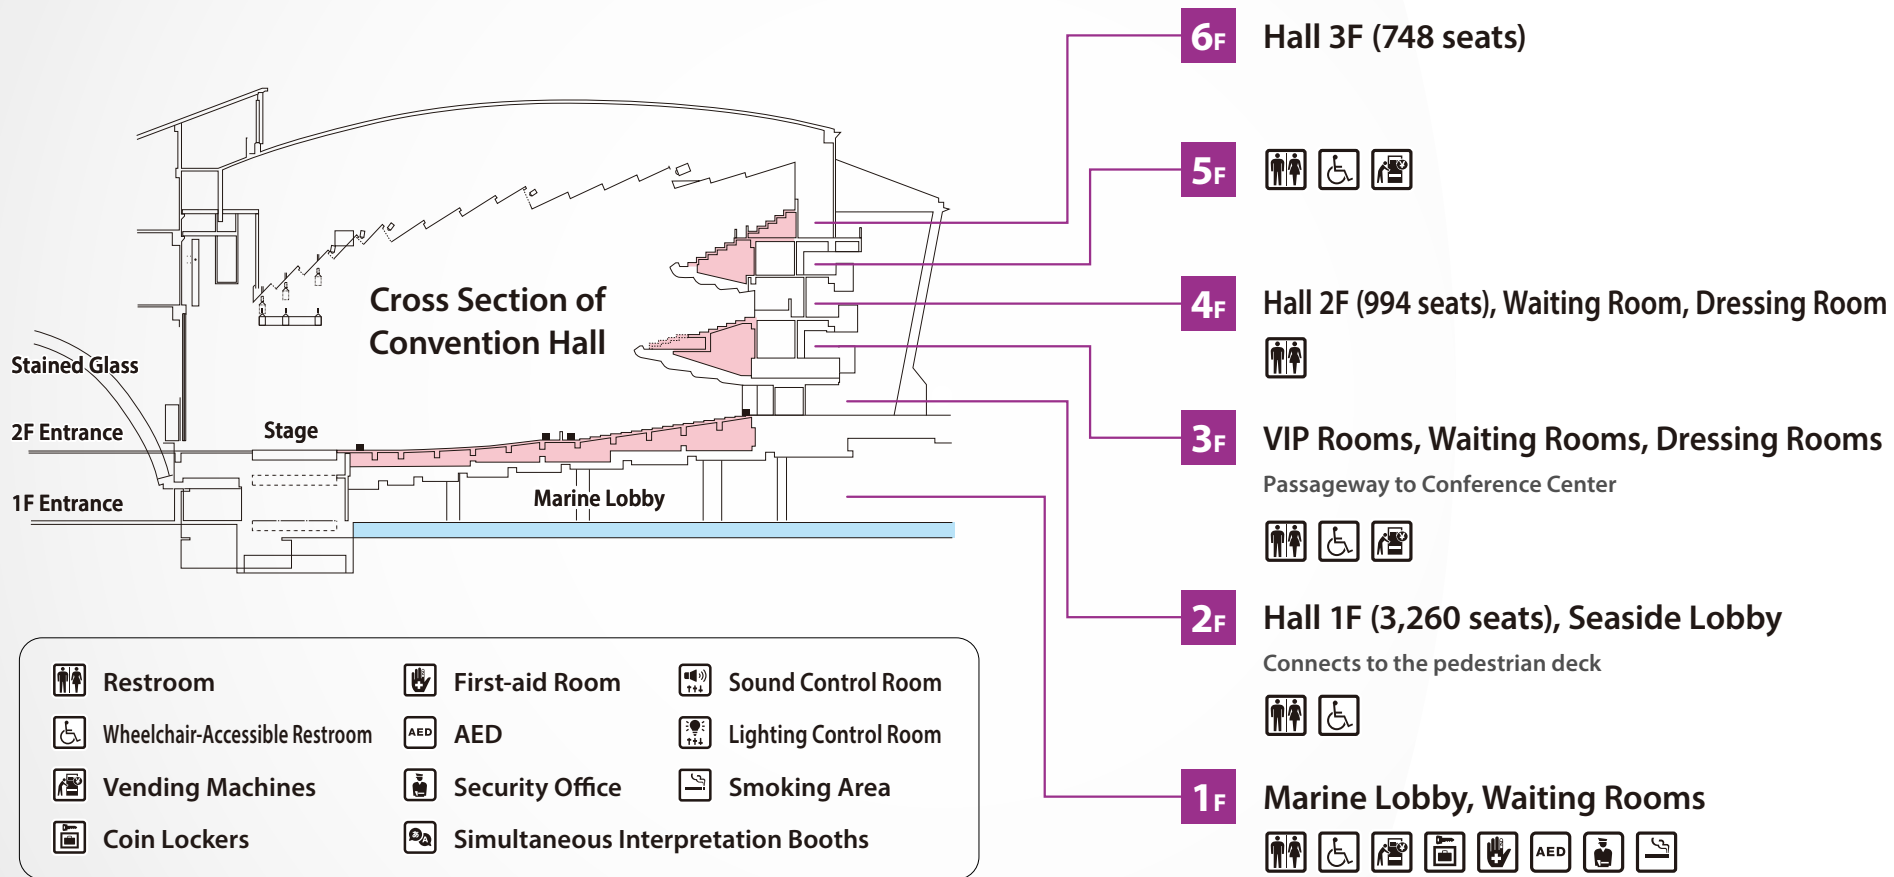 6F Hall 3F (748 seats)
5F
4F Hall 2F (994 seats), Waiting Room, Dressing Room
3F VIP Rooms, Waiting Rooms, Dressing Rooms
Passageway to Conference Center
2F Hall 1F (3,260 seats), Seaside Lobby
Connects to the pedestrian deck
1F Marine Lobby, Waiting Rooms
AED
Cross Section of
Convention Hall
Stained Glass
2F Entrance
Stage
1F Entrance
Marine Lobby
Restroom
Wheelchair-Accessible Restroom
Vending Machines
Coin Lockers
First-aid Room
AED AED
Security Office
Simultaneous Interpretation Booths
Sound Control Room
Lighting Control Room
Smoking Area